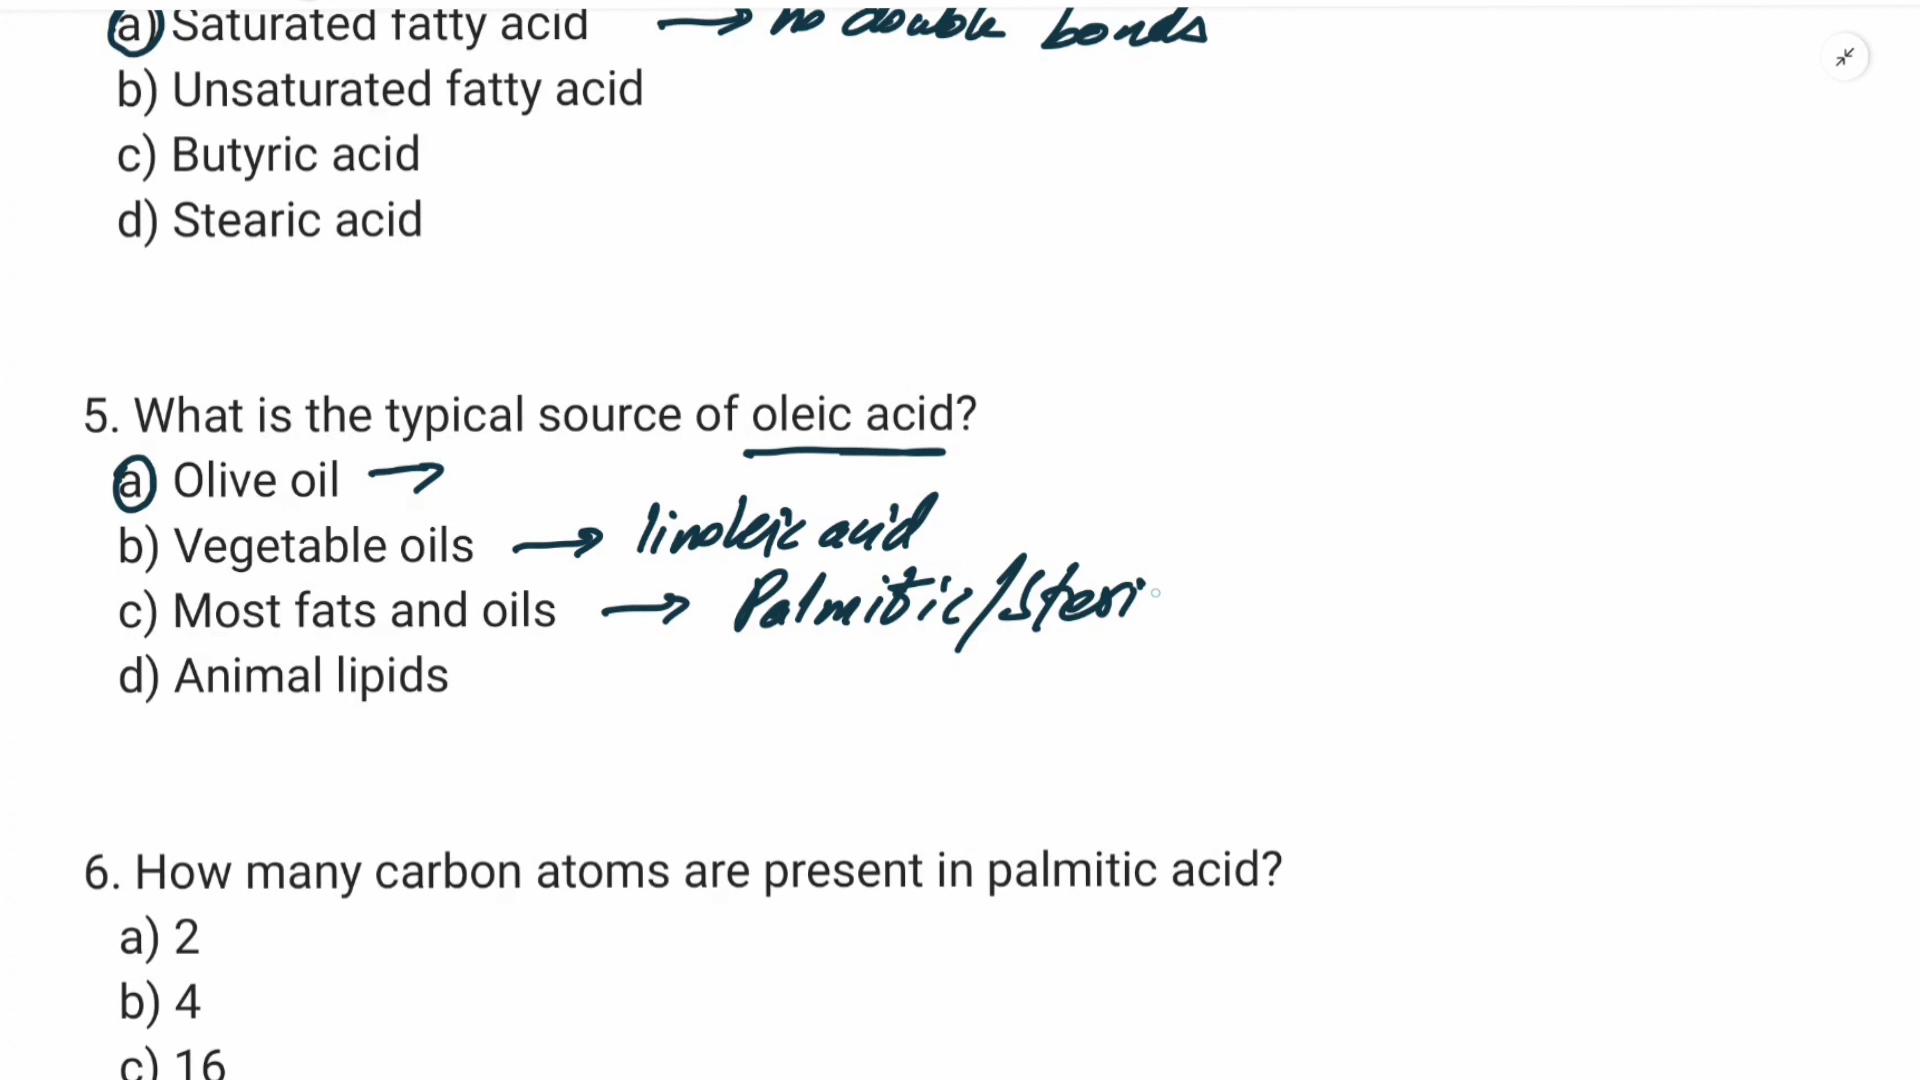 a) Saturated fatty acid → no double bonds
b) Unsaturated fatty acid
c) Butyric acid
d) Stearic acid
5. What is the typical source of oleic acid?
a) Olive oil →
b) Vegetable oils → linoleic acid
c) Most fats and oils → Palmitic/Steri
d) Animal lipids
6. How many carbon atoms are present in palmitic acid?
a) 2
b) 4
c) 16